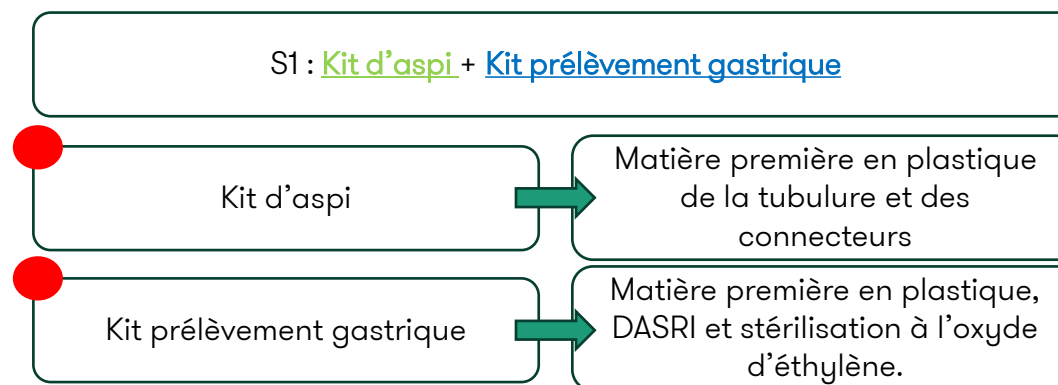 S1 : Kit d’aspi + Kit prélèvement gastrique
Kit d’aspi
Matière première en plastique
de la tubulure et des
connecteurs
Kit prélèvement gastrique
Matière première en plastique,
DASRI et stérilisation à l’oxyde
d’éthylène.